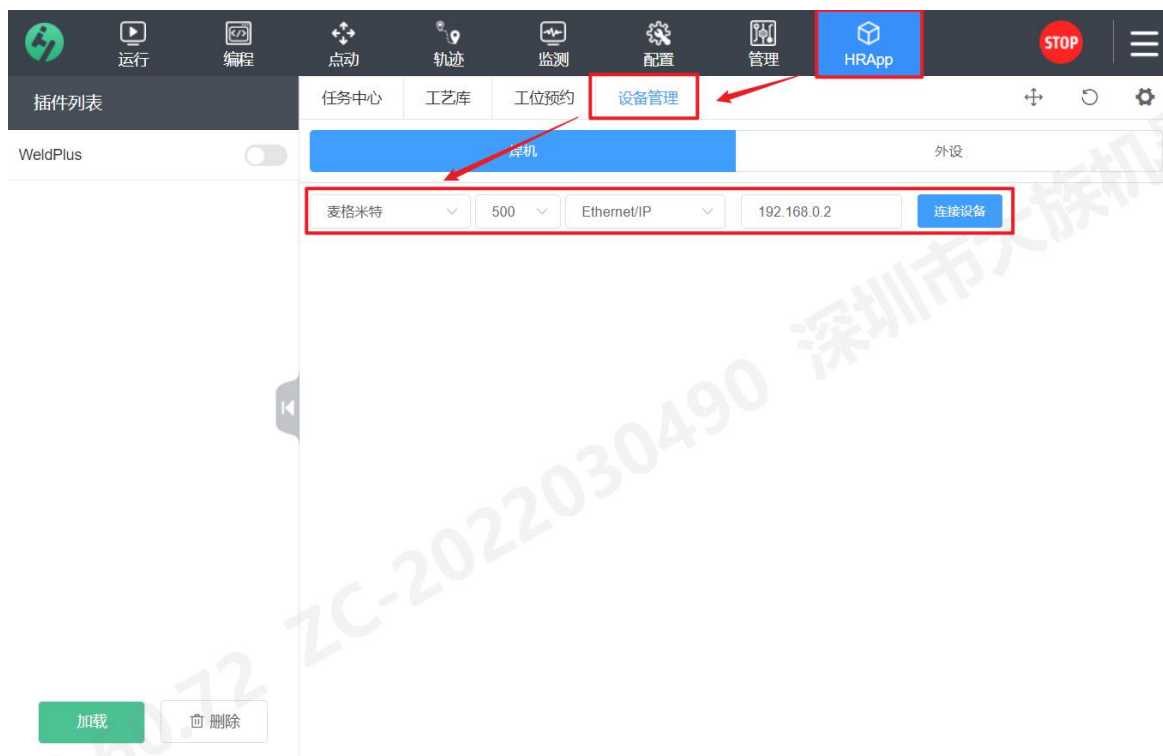 运行 编程 点动 轨迹 监测 配置 管理 HRApp STOP
插件列表 任务中心 工艺库 工位预约 设备管理
WeldPlus 焊机 外设
麦格米特 500 Ethernet/IP 192.168.0.2 连接设备
深圳市大族机
60.72 ZC-2022030490
加载 删除